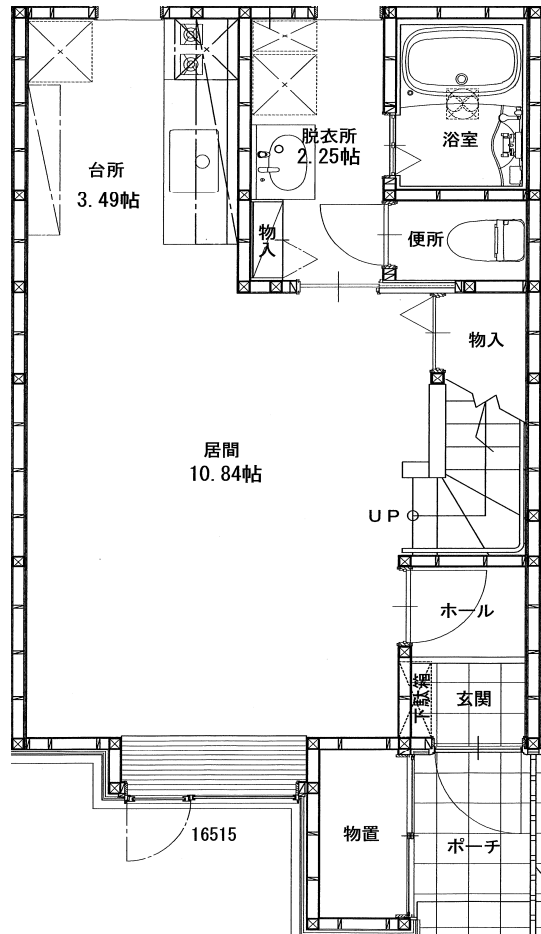 脱衣所
2.25帖
浴室
台所
3.49帖
物入
便所
物入
居間
10.84帖
UP
ホール
下駄箱
玄関
16515
物置
ポーチ